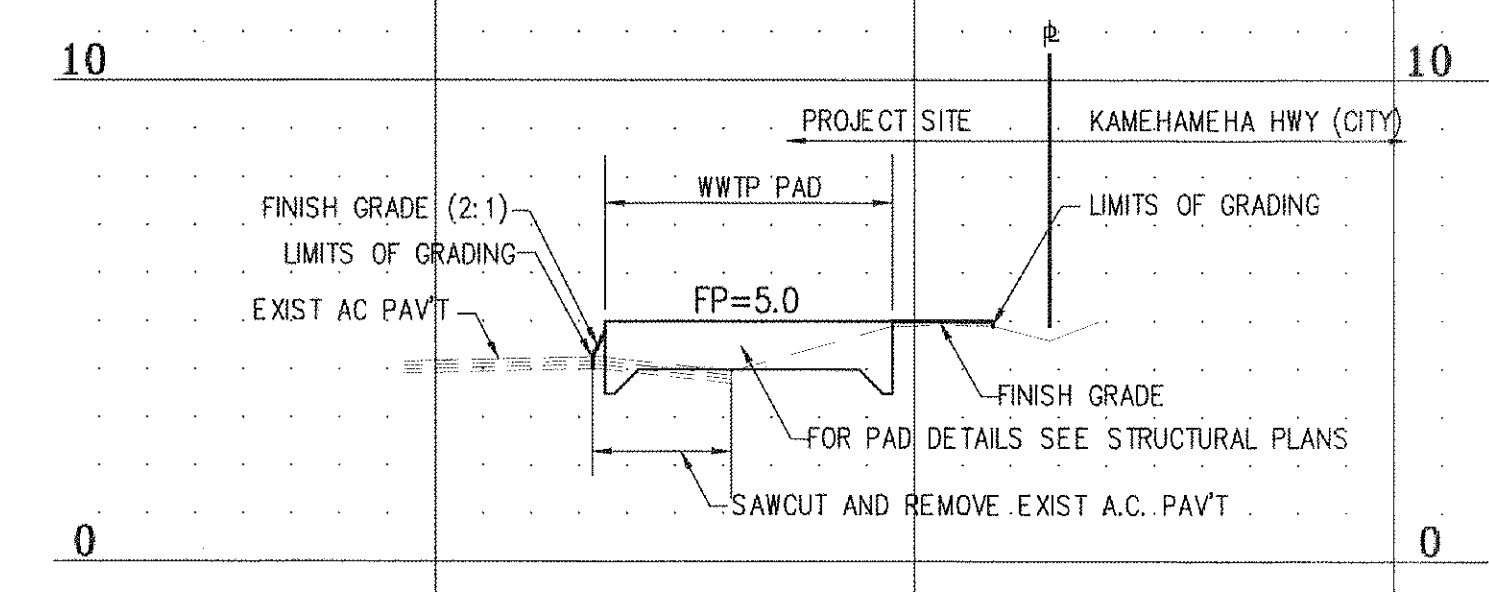 10
10
PL
PROJECT SITE
KAMEHAMEHA HWY (CITY)
WWTP PAD
FINISH GRADE (2:1)
LIMITS OF GRADING
LIMITS OF GRADING
EXIST AC PAV'T
FP=5.0
FINISH GRADE
FOR PAD DETAILS SEE STRUCTURAL PLANS
SAWCUT AND REMOVE EXIST A.C. PAV'T
0
0